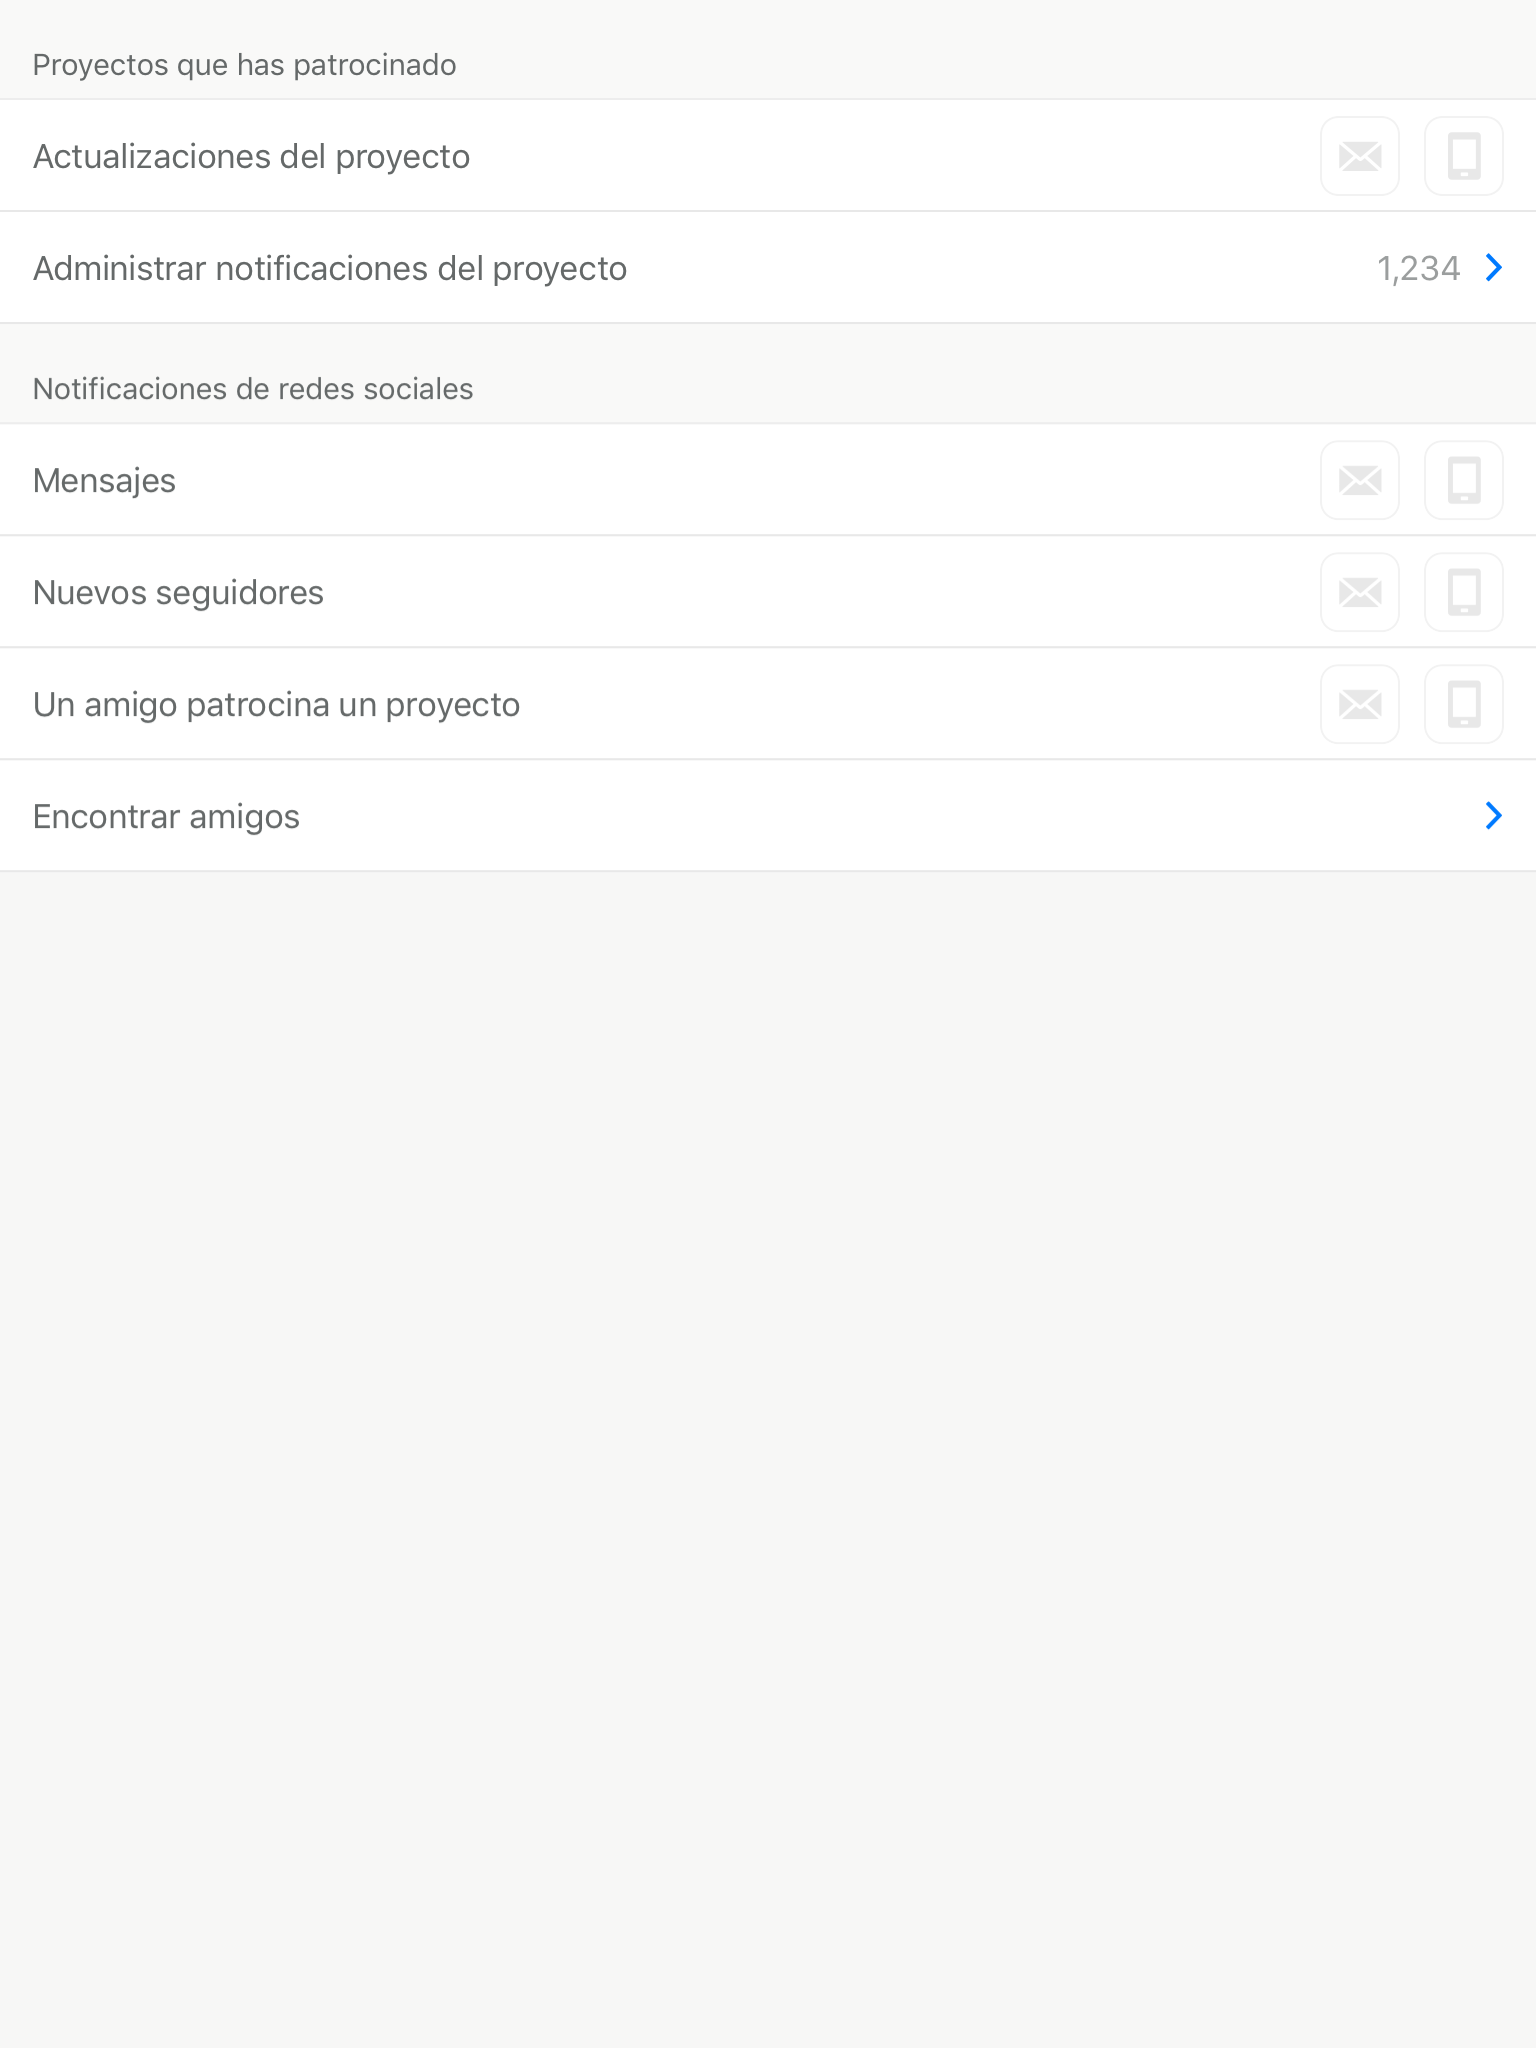 Proyectos que has patrocinado
Actualizaciones del proyecto
Administrar notificaciones del proyecto 1,234
Notificaciones de redes sociales
Mensajes
Nuevos seguidores
Un amigo patrocina un proyecto
Encontrar amigos